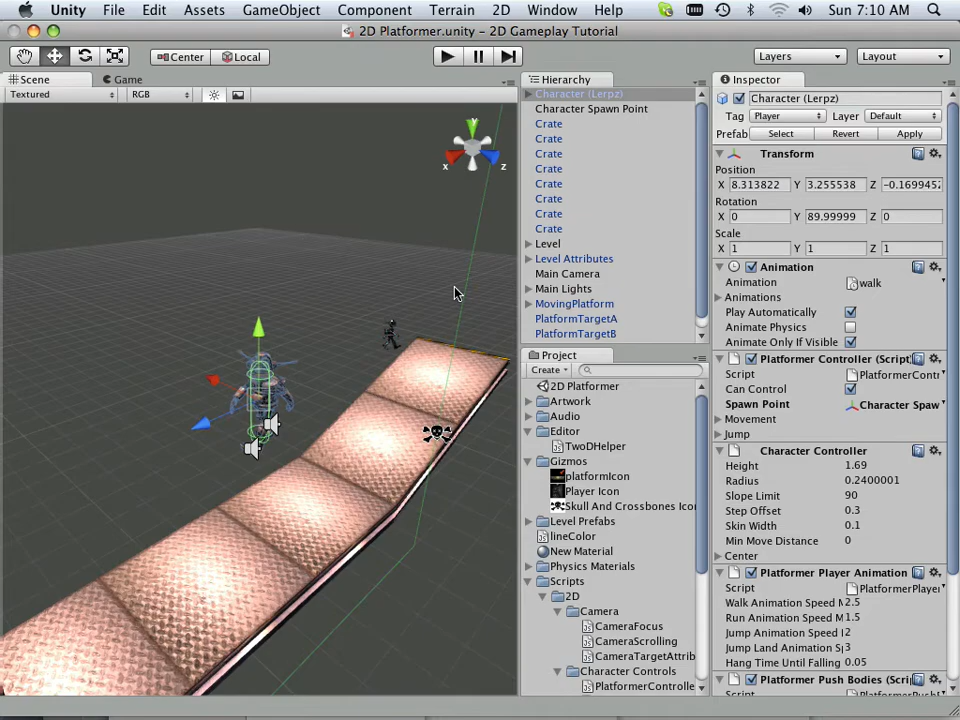 Unity File Edit Assets GameObject Component Terrain 2D Window Help Sun 7:10 AM
2D Platformer.unity - 2D Gameplay Tutorial
Center Local Layers Layout
Scene Game
Textured RGB
y
x z
Hierarchy
Character (Lerpz)
Character Spawn Point
Crate
Crate
Crate
Crate
Crate
Crate
Crate
Crate
Level
Level Attributes
Main Camera
Main Lights
MovingPlatform
PlatformTargetA
PlatformTargetB
Project
Create
2D Platformer
Artwork
Audio
Editor
TwoDHelper
Gizmos
platformIcon
Player Icon
Skull And Crossbones Icon
Level Prefabs
lineColor
New Material
Physics Materials
Scripts
2D
Camera
CameraFocus
CameraScrolling
CameraTargetAttrib
Character Controls
PlatformerControlle
Inspector
Character (Lerpz)
Tag Player Layer Default
Prefab Select Revert Apply
Transform
Position
X 8.313822 Y 3.255538 Z -0.169945
Rotation
X 0 Y 89.99999 Z 0
Scale
X 1 Y 1 Z 1
Animation
Animation walk
Animations
Play Automatically
Animate Physics
Animate Only If Visible
Platformer Controller (Script)
Script PlatformerContr
Can Control
Spawn Point Character Spaw
Movement
Jump
Character Controller
Height 1.69
Radius 0.2400001
Slope Limit 90
Step Offset 0.3
Skin Width 0.1
Min Move Distance 0
Center
Platformer Player Animation
Script PlatformerPlayer
Walk Animation Speed M 2.5
Run Animation Speed M 1.5
Jump Animation Speed 2
Jump Land Animation Sp 3
Hang Time Until Falling 0.05
Platformer Push Bodies (Scrip
Script